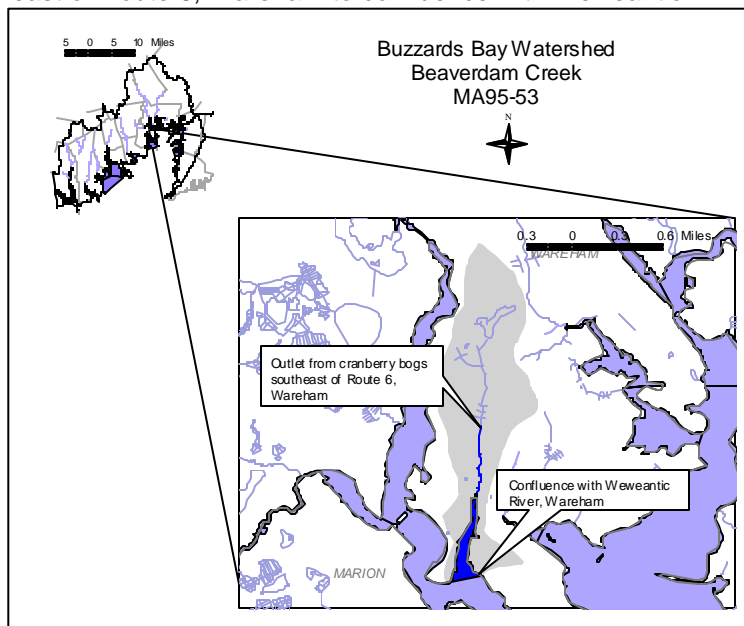 5 0 5 10 Miles
Buzzards Bay Watershed
Beaverdam Creek
MA95-53
N
0.3 0 0.3 0.6 Miles
WAREHAM
Outlet from cranberry bogs
southeast of Route 6,
Wareham
Confluence with Weweantic
River, Wareham
MARION